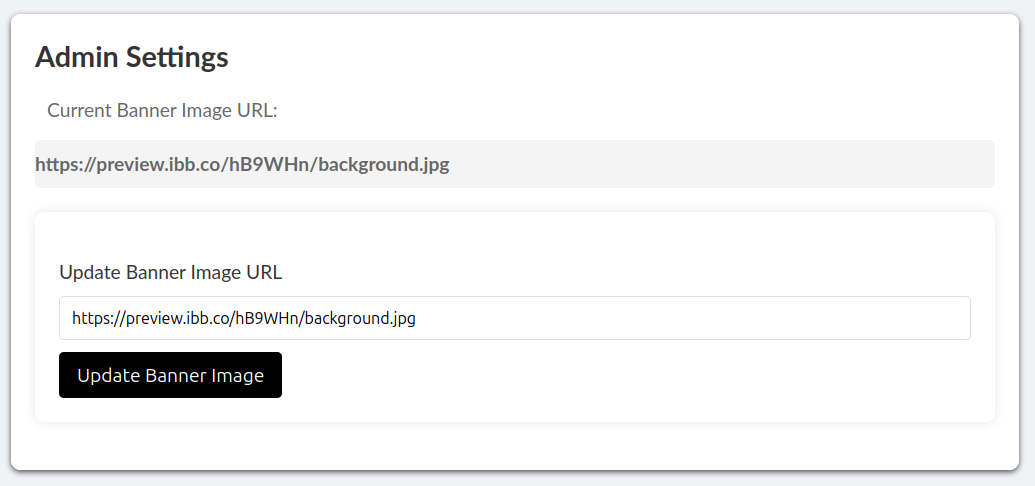 Admin Settings
Current Banner Image URL:
https://preview.ibb.co/hB9WHn/background.jpg
Update Banner Image URL
https://preview.ibb.co/hB9WHn/background.jpg
Update Banner Image